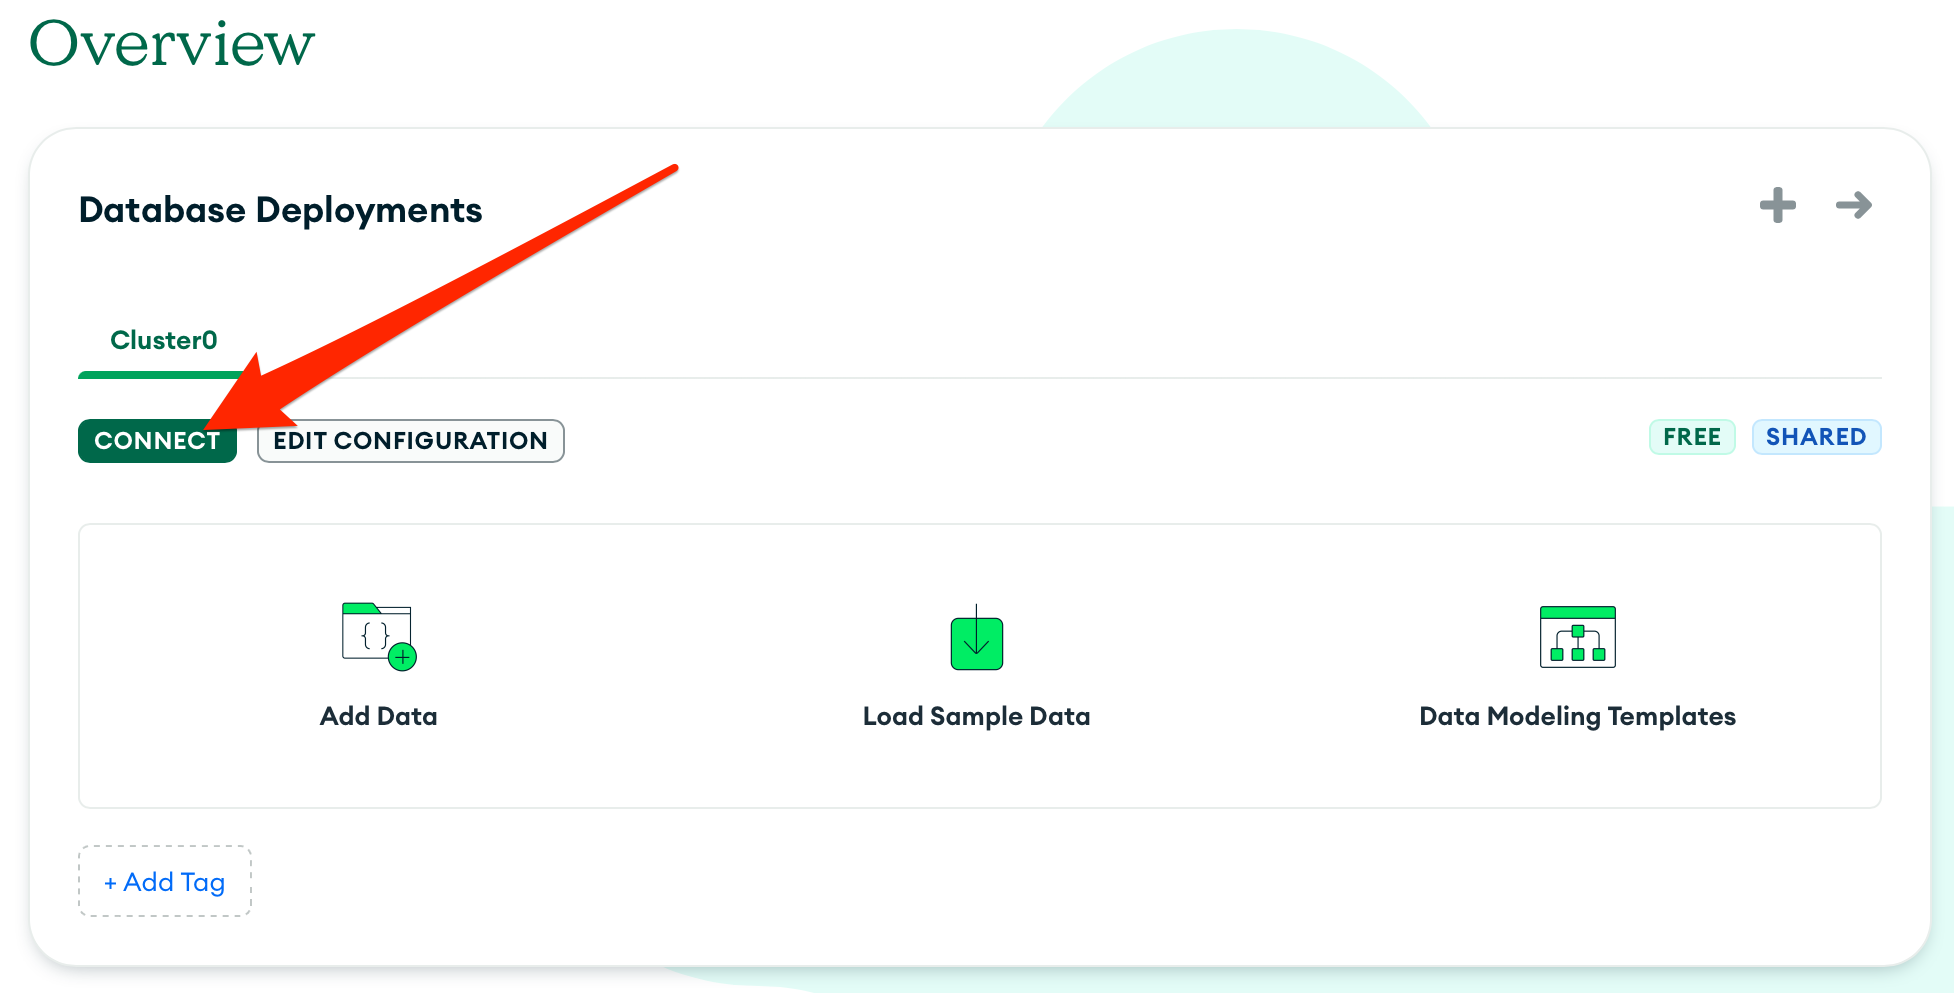 Overview
Database Deployments
Cluster0
CONNECT
EDIT CONFIGURATION
FREE
SHARED
{ }
Add Data
Load Sample Data
Data Modeling Templates
+ Add Tag